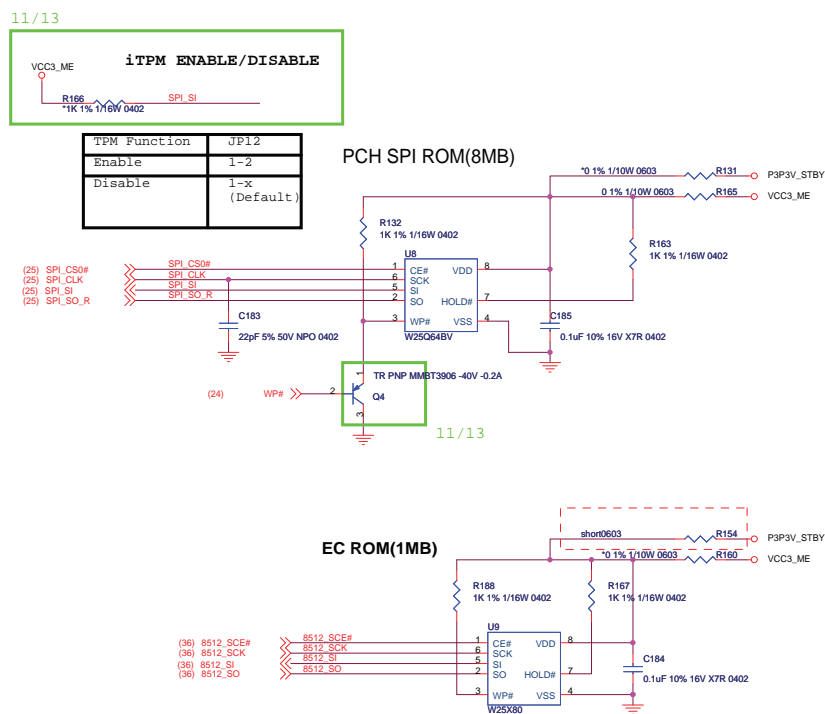 11/13
iTPM ENABLE/DISABLE
VCC3_ME
R166
*1K 1% 1/16W 0402
SPI_SI
TPM Function JP12
Enable 1-2
Disable 1-x
(Default)
PCH SPI ROM(8MB)
*0 1% 1/10W 0603 R131 P3P3V_STBY
0 1% 1/10W 0603 R165 VCC3_ME
R132
1K 1% 1/16W 0402
R163
1K 1% 1/16W 0402
U8
(25) SPI_CS0# SPI_CS0# 1 CE# VDD 8
(25) SPI_CLK SPI_CLK 6 SCK
(25) SPI_SI SPI_SI 5 SI
(25) SPI_SO_R SPI_SO_R 2 SO HOLD# 7
3 WP# VSS 4
W25Q64BV
C183
22pF 5% 50V NPO 0402
C185
0.1uF 10% 16V X7R 0402
1
TR PNP MMBT3906 -40V -0.2A
(24) WP# 2
Q4
3
11/13
EC ROM(1MB)
short0603 R154 P3P3V_STBY
*0 1% 1/10W 0603 R160 VCC3_ME
R188
1K 1% 1/16W 0402
R167
1K 1% 1/16W 0402
U9
(36) 8512_SCE# 8512_SCE# 1 CE# VDD 8
(36) 8512_SCK 8512_SCK 6 SCK
(36) 8512_SI 8512_SI 5 SI
(36) 8512_SO 8512_SO 2 SO HOLD# 7
3 WP# VSS 4
W25X80
C184
0.1uF 10% 16V X7R 0402